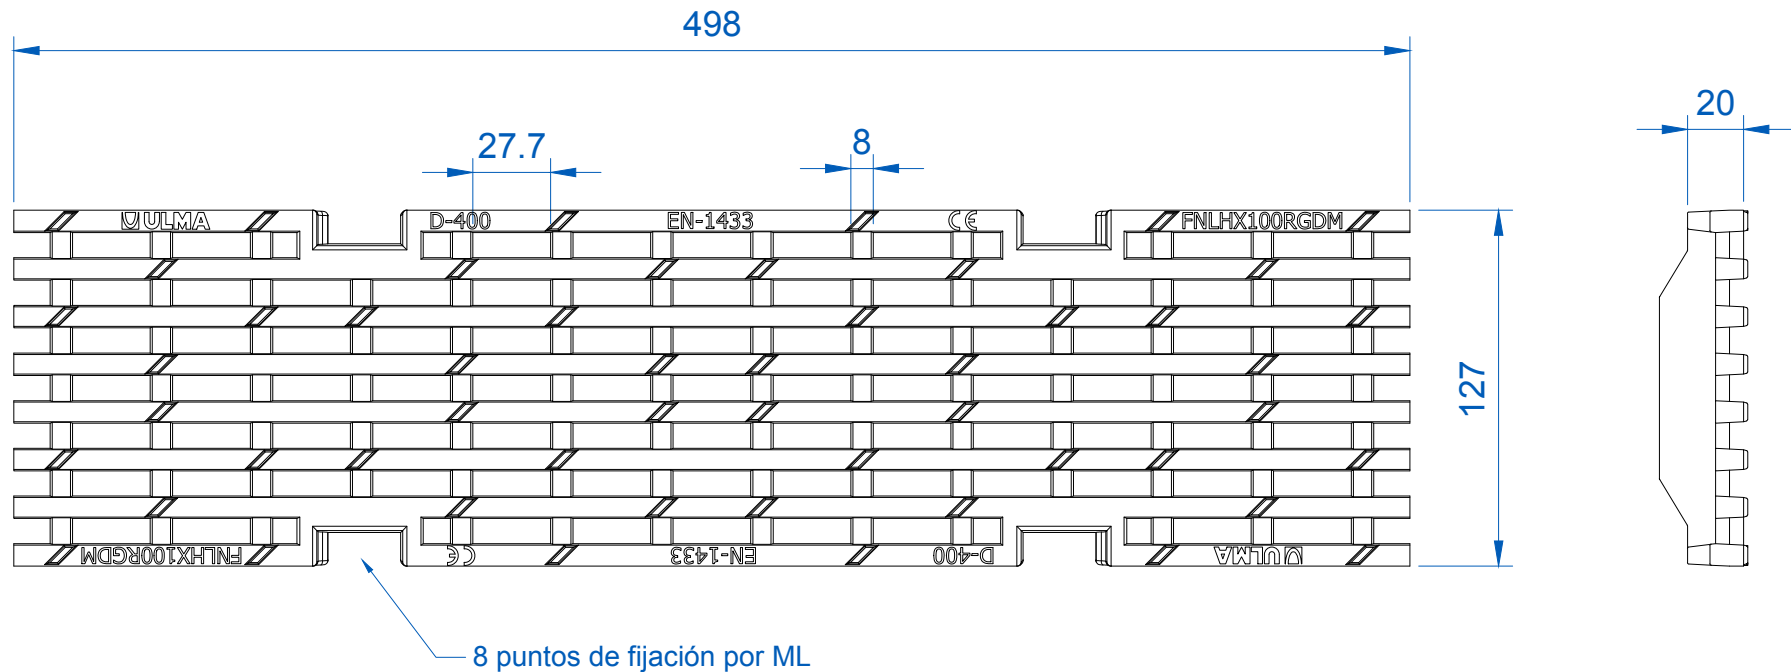 498
20
27.7
8
ULMA D-400 EN-1433 CE FNLHX100RGDM
127
FNLHX100RGDM CE EN-1433 D-400 ULMA
8 puntos de fijación por ML